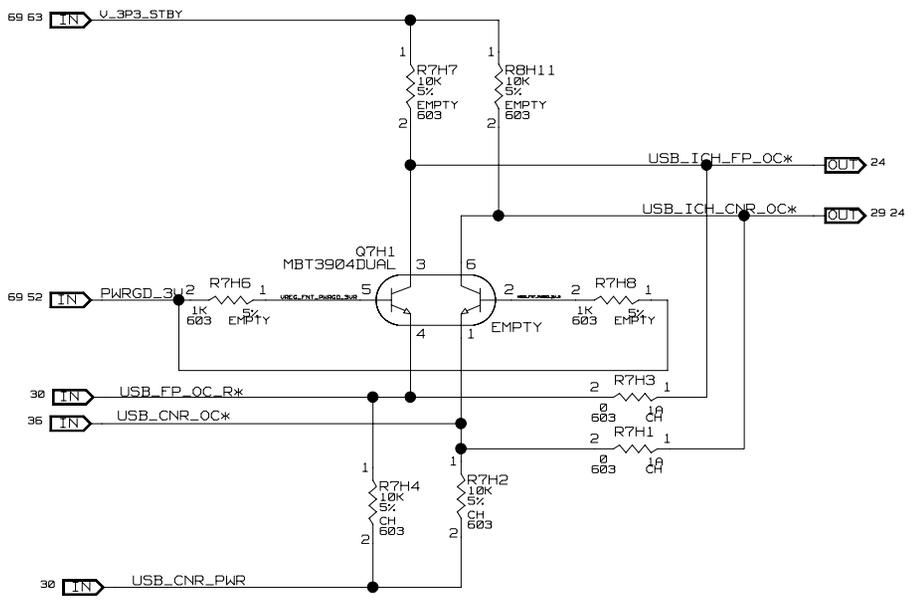 69 63 IN V_3P3_STBY
1 1
R7H7 R8H11
10K 10K
5% 5%
EMPTY EMPTY
603 603
2 2
USB_ICH_FP_OC* OUT 24
USB_ICH_CNR_OC* OUT 29 24
Q7H1
MBT3904DUAL 3 6
69 52 IN PWRGD_3V 2 R7H6 1 VREG_FNT_PWRGD_3VR 5 2 2 R7H8 1
1K 5% 1K 5%
603 EMPTY 603 EMPTY
4 1 EMPTY
30 IN USB_FP_OC_R* 2 R7H3 1
0 1A
603 CH
36 IN USB_CNR_OC*
2 R7H1 1
0 1A
603 CH
1 1
R7H4 R7H2
10K 10K
5% 5%
CH CH
603 603
2 2
30 IN USB_CNR_PWR